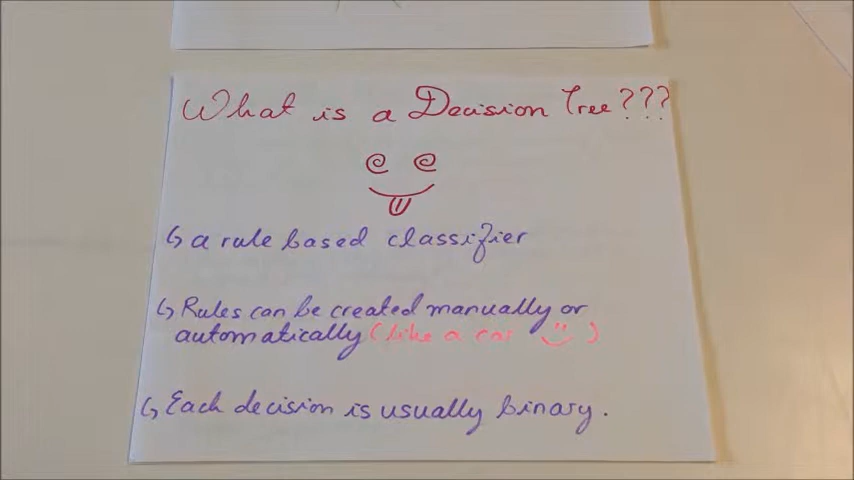 What is a Decision Tree???
↳ a rule based classifier
↳ Rules can be created manually or
automatically (like a car )
↳ Each decision is usually binary.